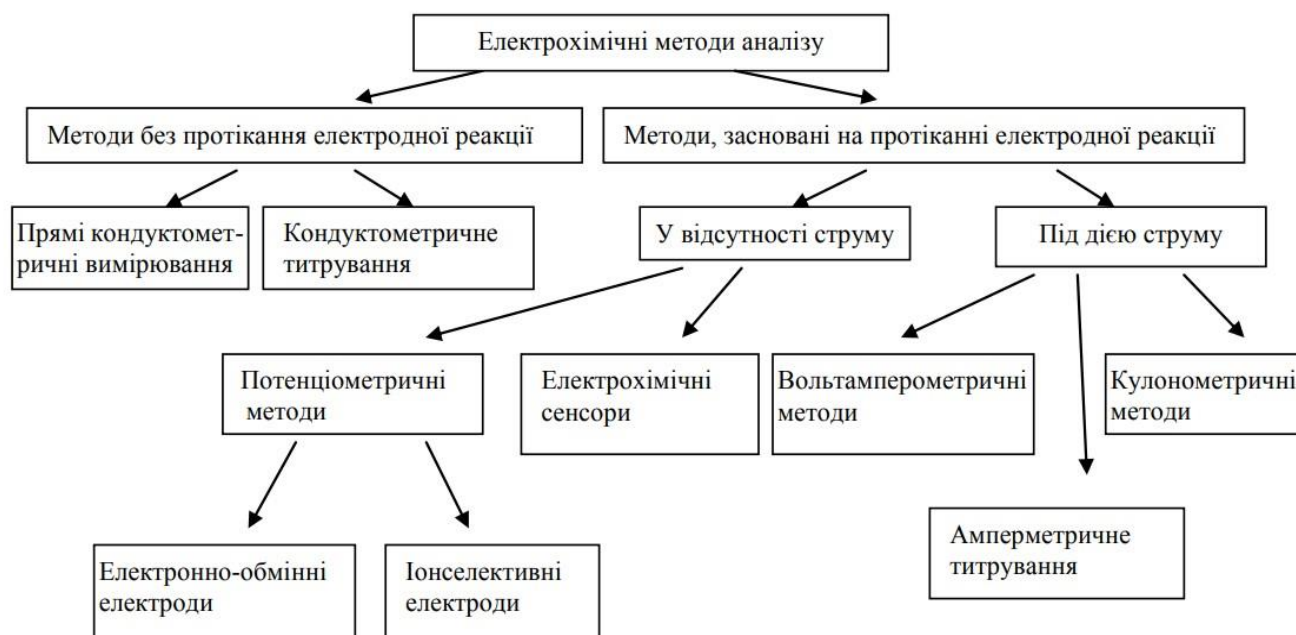 Електрохімічні методи аналізу
Методи без протікання електродної реакції
Методи, засновані на протіканні електродної реакції
Прямі кондуктомет-
ричні вимірювання
Кондуктометричне
титрування
У відсутності струму
Під дією струму
Потенціометричні
методи
Електрохімічні
сенсори
Вольтамперометричні
методи
Кулонометричні
методи
Електронно-обмінні
електроди
Іонселективні
електроди
Амперметричне
титрування